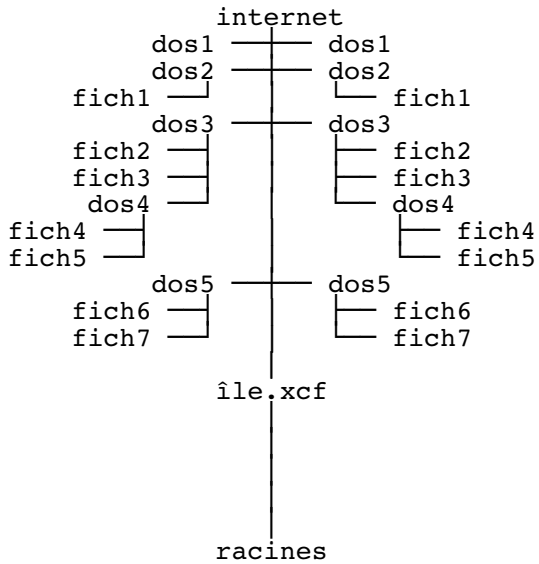 internet
dos1 dos1
dos2 dos2
fich1 fich1
dos3 dos3
fich2 fich2
fich3 fich3
dos4 dos4
fich4 fich4
fich5 fich5
dos5 dos5
fich6 fich6
fich7 fich7
île.xcf
racines